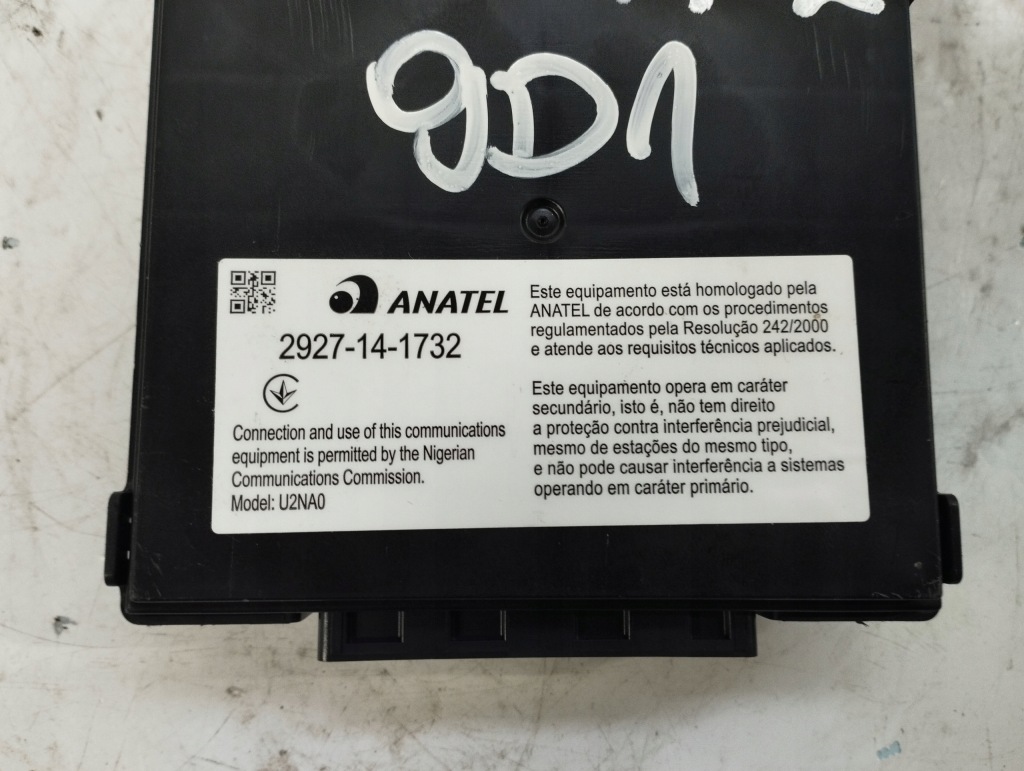 9D1
ANATEL
2927-14-1732
Connection and use of this communications
equipment is permitted by the Nigerian
Communications Commission.
Model: U2NA0
Este equipamento está homologado pela
ANATEL de acordo com os procedimentos
regulamentados pela Resolução 242/2000
e atende aos requisitos técnicos aplicados.
Este equipamento opera em caráter
secundário, isto é, não tem direito
a proteção contra interferência prejudicial,
mesmo de estações do mesmo tipo,
e não pode causar interferência a sistemas
operando em caráter primário.